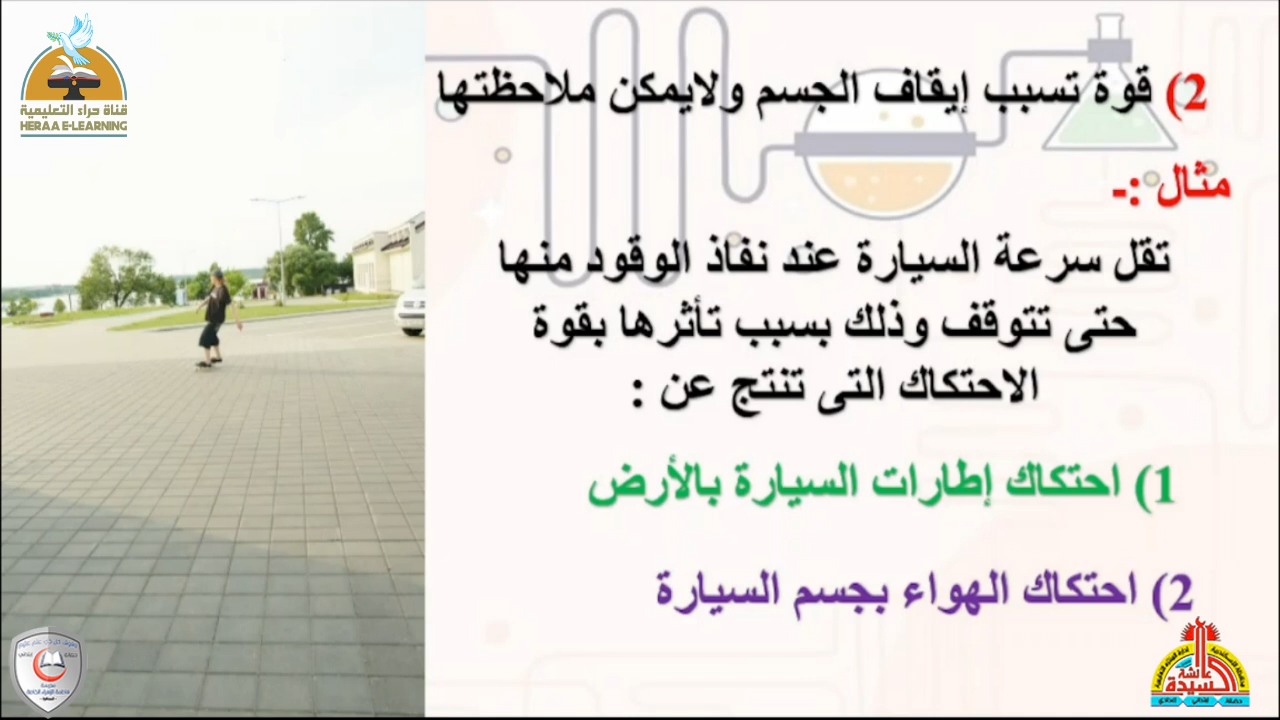 قناة حراء التعليمية
HERAA E-LEARNING
2) قوة تسبب إيقاف الجسم ولايمكن ملاحظتها
مثال :-
تقل سرعة السيارة عند نفاذ الوقود منها
حتى تتوقف وذلك بسبب تأثرها بقوة
الاحتكاك التى تنتج عن :
1) احتكاك إطارات السيارة بالأرض
2) احتكاك الهواء بجسم السيارة
عائشة
السيدة